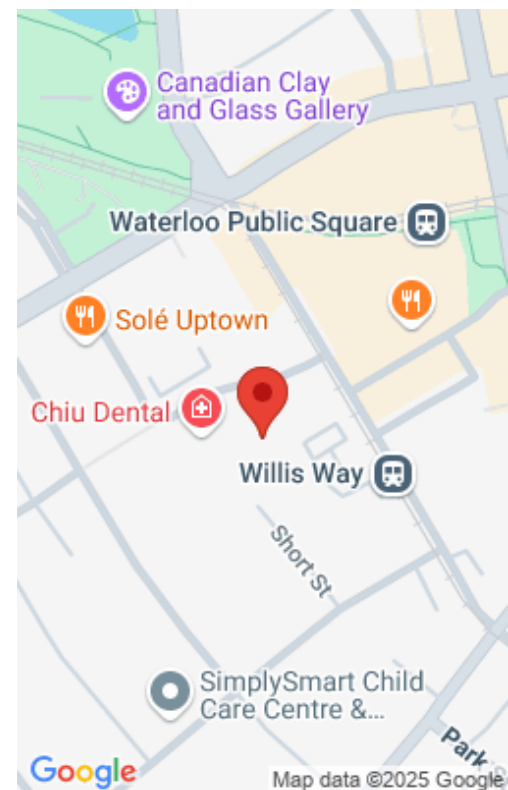 Canadian Clay
and Glass Gallery
Waterloo Public Square
Solé Uptown
Chiu Dental
Willis Way
Short St
SimplySmart Child
Care Centre &...
Park
Google
Map data ©2025 Google